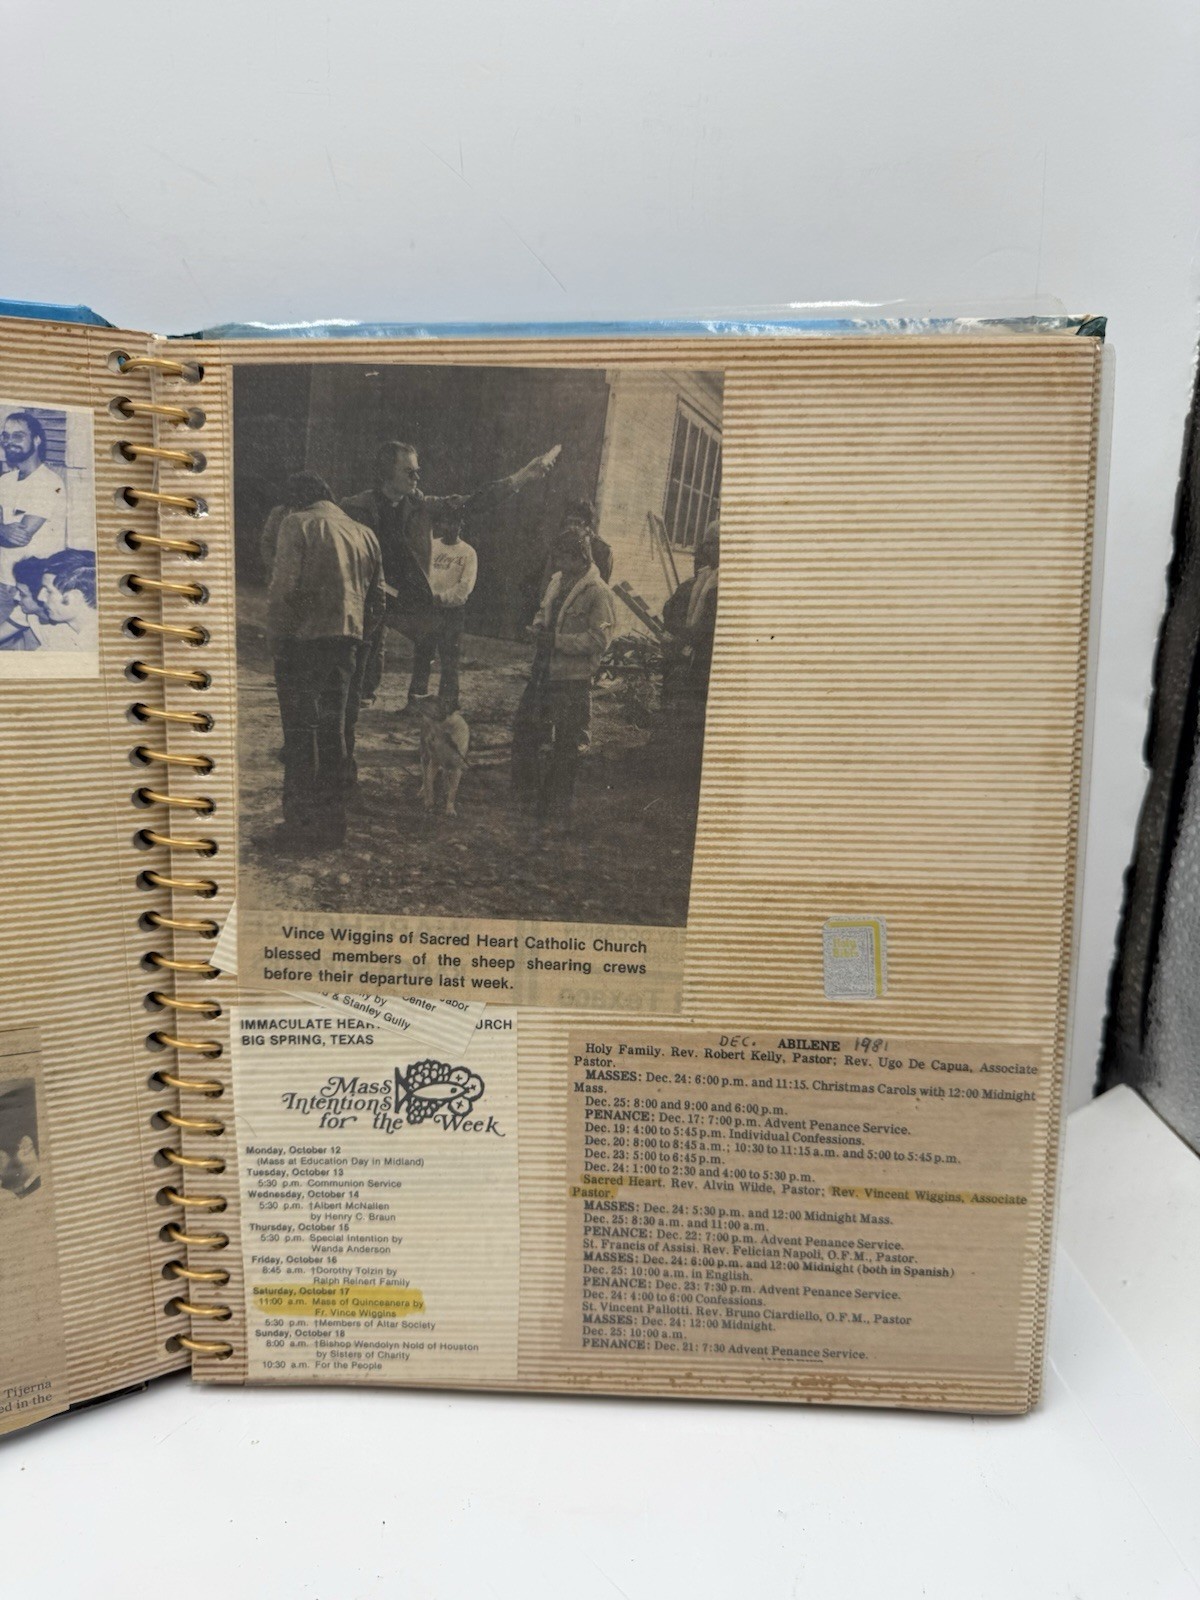 Vince Wiggins of Sacred Heart Catholic Church
blessed members of the sheep shearing crews
before their departure last week.
by
Center
& Stanley Gully
IMMACULATE
BIG SPRING, TEXAS
Mass
Intentions
for the Week
Monday, October 12
(Mass at Education Day in Midland)
Tuesday, October 13
5:30 p.m. Communion Service
Wednesday, October 14
5:30 p.m. †Albert McNallen
by Henry C. Braun
Thursday, October 15
5:30 p.m. Special Intention by
Wanda Anderson
Friday, October 16
8:45 a.m. †Dorothy Tolzin by
Ralph Reinert Family
Saturday, October 17
11:00 a.m. Mass of Quinceanera by
Fr. Vince Wiggins
5:30 p.m. †Members of Altar Society
Sunday, October 18
8:00 am †Bishop Wendolyn Nold of Houston
by Sisters of Charity
10:30 a.m. For the People
DEC. ABILENE 1981
Holy Family. Rev. Robert Kelly, Pastor; Rev. Ugo De Capua, Associate
Pastor.
MASSES: Dec. 24: 6:00 p.m. and 11:15. Christmas Carols with 12:00 Midnight
Mass.
Dec. 25: 8:00 and 9:00 and 6:00 p.m.
PENANCE: Dec. 17: 7:00 p.m. Advent Penance Service.
Dec. 19: 4:00 to 5:45 p.m. Individual Confessions.
Dec. 20: 8:00 to 8:45 a.m.; 10:30 to 11:15 a.m. and 5:00 to 5:45 p.m.
Dec. 23: 5:00 to 6:45 p.m.
Dec. 24: 1:00 to 2:30 and 4:00 to 5:30 p.m.
Sacred Heart. Rev. Alvin Wilde, Pastor; Rev. Vincent Wiggins, Associate
Pastor.
MASSES: Dec. 24: 5:30 p.m. and 12:00 Midnight Mass.
Dec. 25: 8:30 a.m. and 11:00 a.m.
PENANCE: Dec. 22: 7:00 p.m. Advent Penance Service.
St. Francis of Assisi. Rev. Felician Napoli, O.F.M., Pastor.
MASSES: Dec. 24: 6:00 p.m. and 12:00 Midnight (both in Spanish)
Dec. 25: 10:00 a.m. in English.
PENANCE: Dec. 23: 7:30 p.m. Advent Penance Service.
Dec. 24: 4:00 to 6:00 Confessions.
St. Vincent Pallotti. Rev. Bruno Ciardiello, O.F.M., Pastor
MASSES: Dec. 24: 12:00 Midnight.
Dec. 25: 10:00 a.m.
PENANCE: Dec. 21: 7:30 Advent Penance Service.
Tijerna
in the